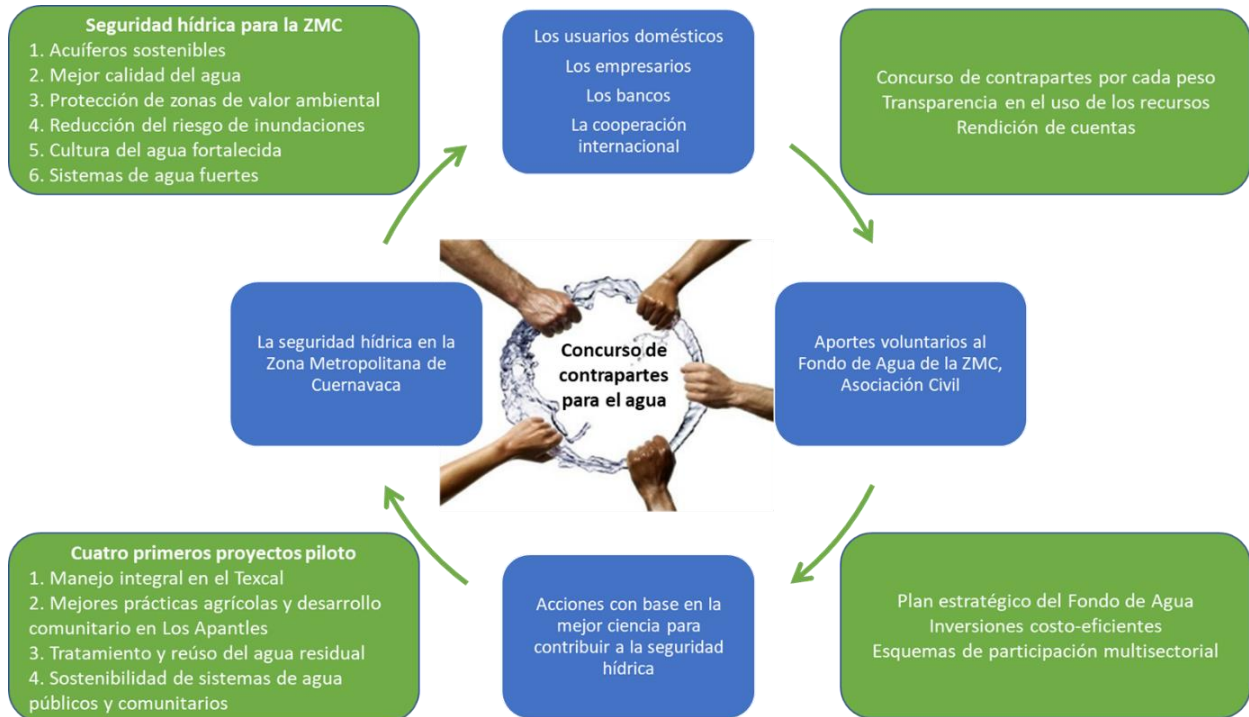 Seguridad hídrica para la ZMC
1. Acuíferos sostenibles
2. Mejor calidad del agua
3. Protección de zonas de valor ambiental
4. Reducción del riesgo de inundaciones
5. Cultura del agua fortalecida
6. Sistemas de agua fuertes
Los usuarios domésticos
Los empresarios
Los bancos
La cooperación
internacional
Concurso de contrapartes por cada peso
Transparencia en el uso de los recursos
Rendición de cuentas
La seguridad hídrica en la
Zona Metropolitana de
Cuernavaca
Concurso de
contrapartes
para el agua
Aportes voluntarios al
Fondo de Agua de la ZMC,
Asociación Civil
Cuatro primeros proyectos piloto
1. Manejo integral en el Texcal
2. Mejores prácticas agrícolas y desarrollo
comunitario en Los Apantles
3. Tratamiento y reúso del agua residual
4. Sostenibilidad de sistemas de agua
públicos y comunitarios
Acciones con base en la
mejor ciencia para
contribuir a la seguridad
hídrica
Plan estratégico del Fondo de Agua
Inversiones costo-eficientes
Esquemas de participación multisectorial